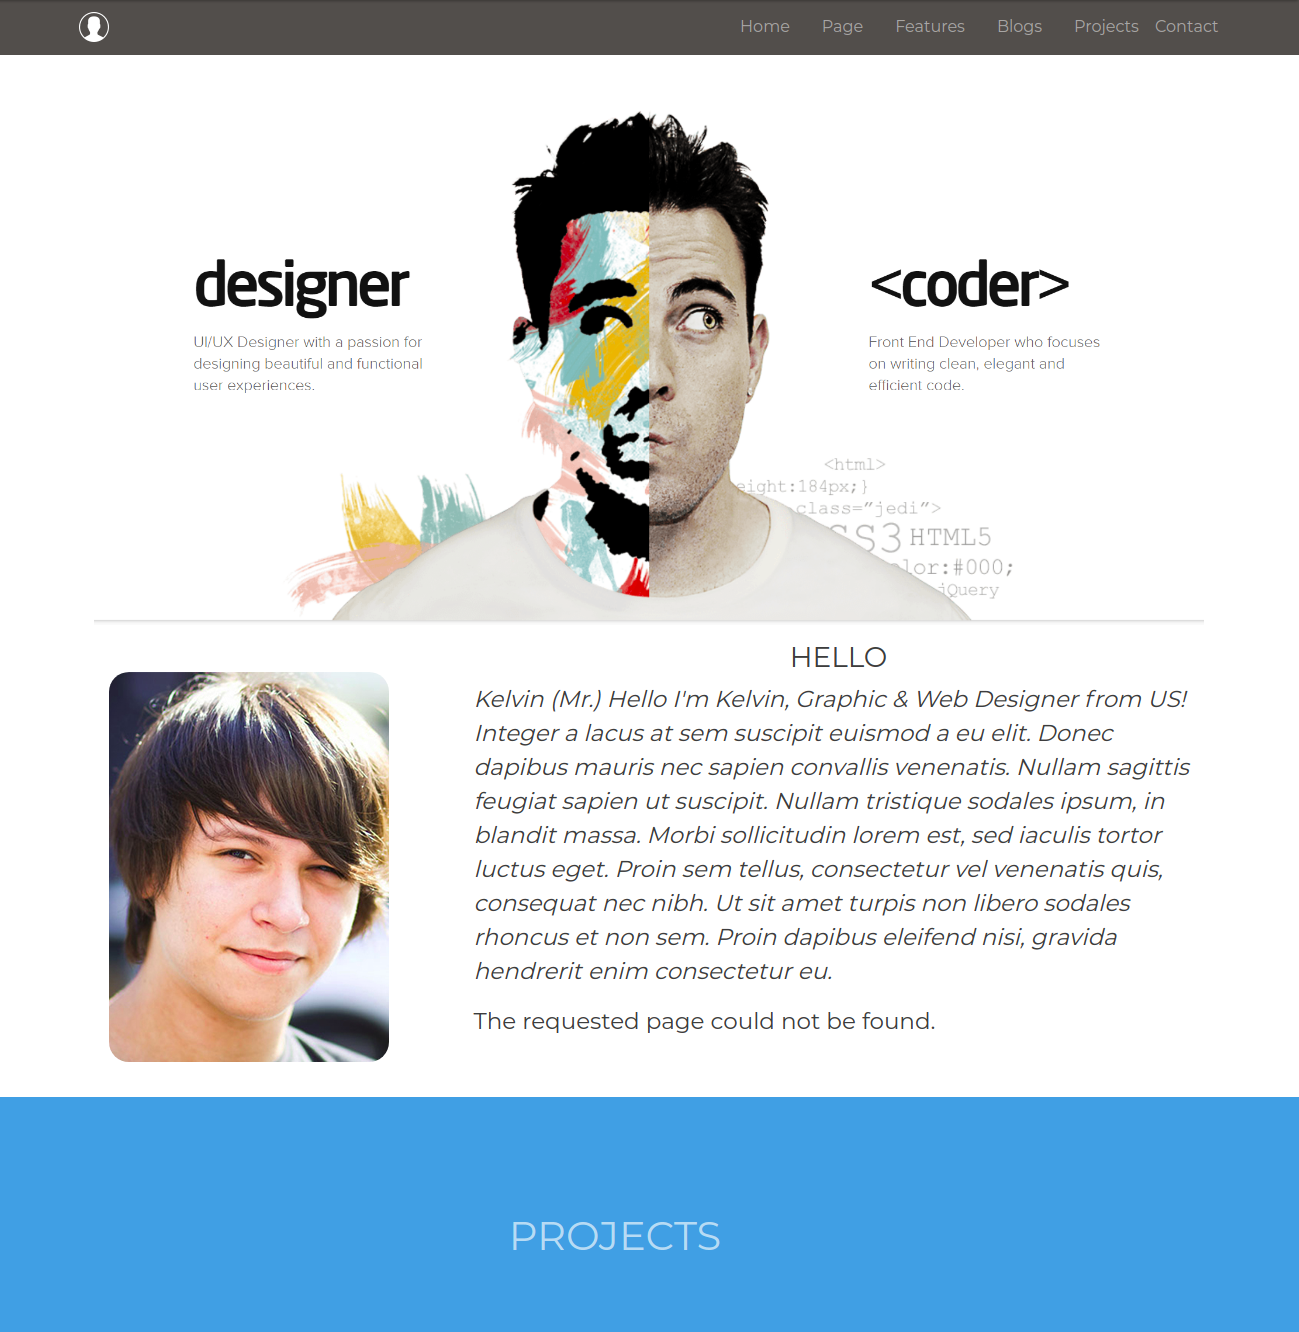 Home Page Features Blogs Projects Contact
designer
UI/UX Designer with a passion for
designing beautiful and functional
user experiences.
<coder>
Front End Developer who focuses
on writing clean, elegant and
efficient code.
<html>
eight:184px;}
class="jedi">
SS3 HTML5
lor:#000;
jQuery
HELLO
Kelvin (Mr.) Hello I'm Kelvin, Graphic & Web Designer from US!
Integer a lacus at sem suscipit euismod a eu elit. Donec
dapibus mauris nec sapien convallis venenatis. Nullam sagittis
feugiat sapien ut suscipit. Nullam tristique sodales ipsum, in
blandit massa. Morbi sollicitudin lorem est, sed iaculis tortor
luctus eget. Proin sem tellus, consectetur vel venenatis quis,
consequat nec nibh. Ut sit amet turpis non libero sodales
rhoncus et non sem. Proin dapibus eleifend nisi, gravida
hendrerit enim consectetur eu.
The requested page could not be found.
PROJECTS